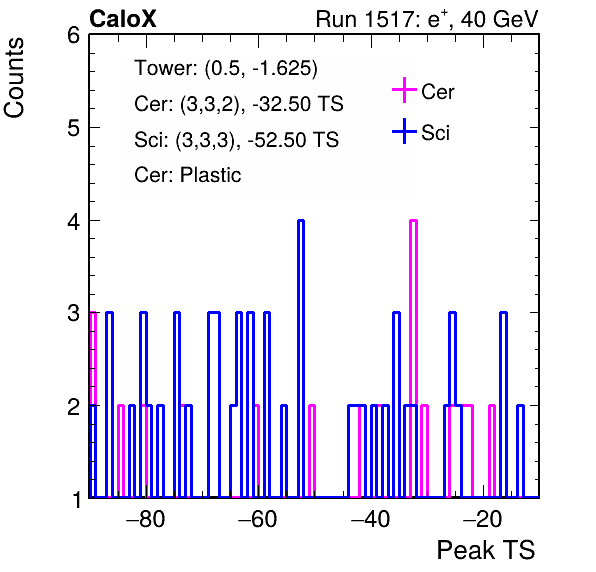 CaloX Run 1517: e⁺, 40 GeV
Counts
6
5
4
3
2
1
Tower: (0.5, -1.625)
Cer: (3,3,2), -32.50 TS
Sci: (3,3,3), -52.50 TS
Cer: Plastic
Cer
Sci
−80 −60 −40 −20
Peak TS